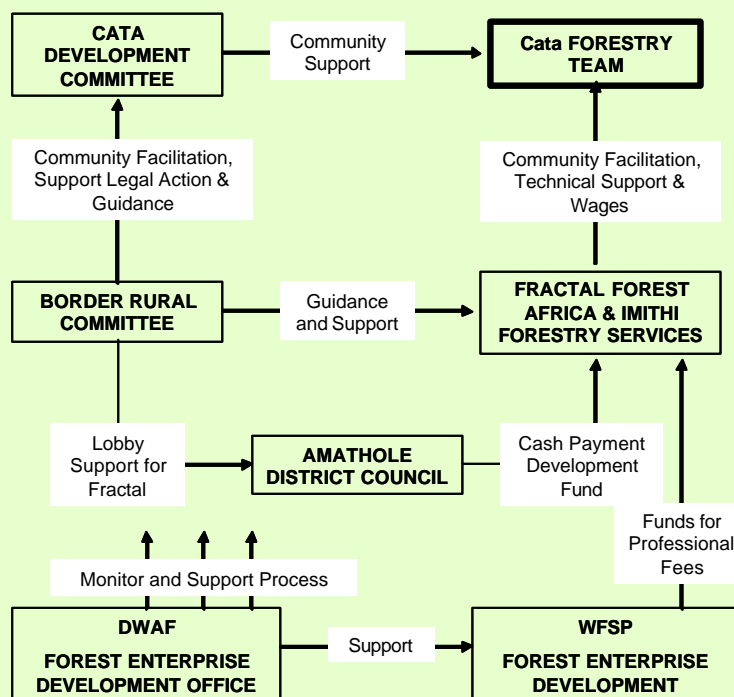 CATA
DEVELOPMENT
COMMITTEE
Community
Support
Cata FORESTRY
TEAM
Community Facilitation,
Support Legal Action &
Guidance
Community Facilitation,
Technical Support &
Wages
BORDER RURAL
COMMITTEE
Guidance
and Support
FRACTAL FOREST
AFRICA & IMITHI
FORESTRY SERVICES
Lobby
Support for
Fractal
AMATHOLE
DISTRICT COUNCIL
Cash Payment
Development
Fund
Funds for
Professional
Fees
Monitor and Support Process
DWAF
FOREST ENTERPRISE
DEVELOPMENT OFFICE
Support
WFSP
FOREST ENTERPRISE
DEVELOPMENT